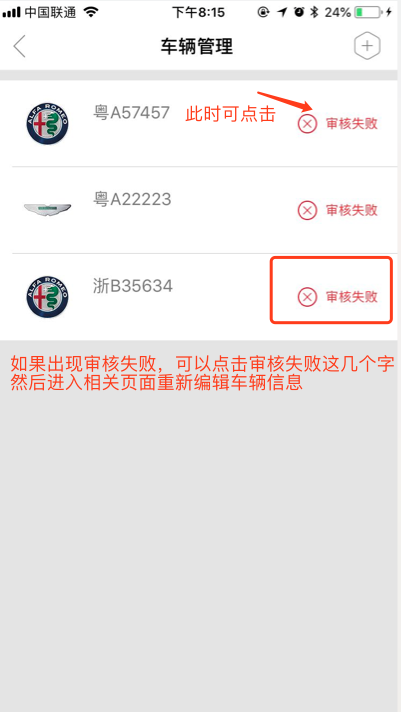 中国联通 下午8:15 24%
车辆管理
ALFA ROMEO 粤A57457 此时可点击 审核失败
粤A22223 审核失败
ALFA ROMEO 浙B35634 审核失败
如果出现审核失败，可以点击审核失败这几个字
然后进入相关页面重新编辑车辆信息